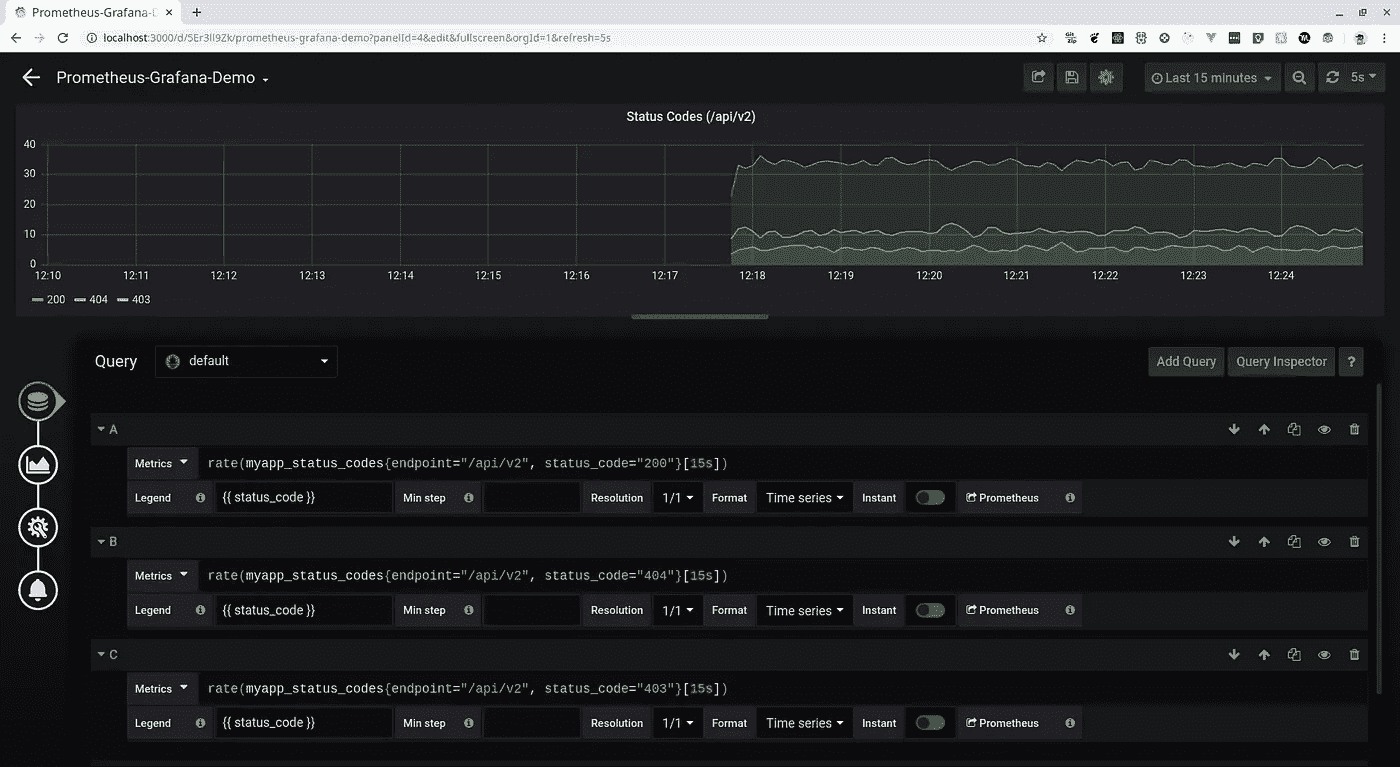 Prometheus-Grafana-D
localhost:3000/d/5Er3Il9Zk/prometheus-grafana-demo?panelId=4&edit&fullscreen&orgId=1&refresh=5s
Prometheus-Grafana-Demo
Last 15 minutes
5s
Status Codes (/api/v2)
40
30
20
10
0
12:10 12:11 12:12 12:13 12:14 12:15 12:16 12:17 12:18 12:19 12:20 12:21 12:22 12:23 12:24
200 404 403
Query default Add Query Query Inspector ?
A
Metrics rate(myapp_status_codes{endpoint="/api/v2", status_code="200"}[15s])
Legend {{ status_code }} Min step Resolution 1/1 Format Time series Instant Prometheus
B
Metrics rate(myapp_status_codes{endpoint="/api/v2", status_code="404"}[15s])
Legend {{ status_code }} Min step Resolution 1/1 Format Time series Instant Prometheus
C
Metrics rate(myapp_status_codes{endpoint="/api/v2", status_code="403"}[15s])
Legend {{ status_code }} Min step Resolution 1/1 Format Time series Instant Prometheus